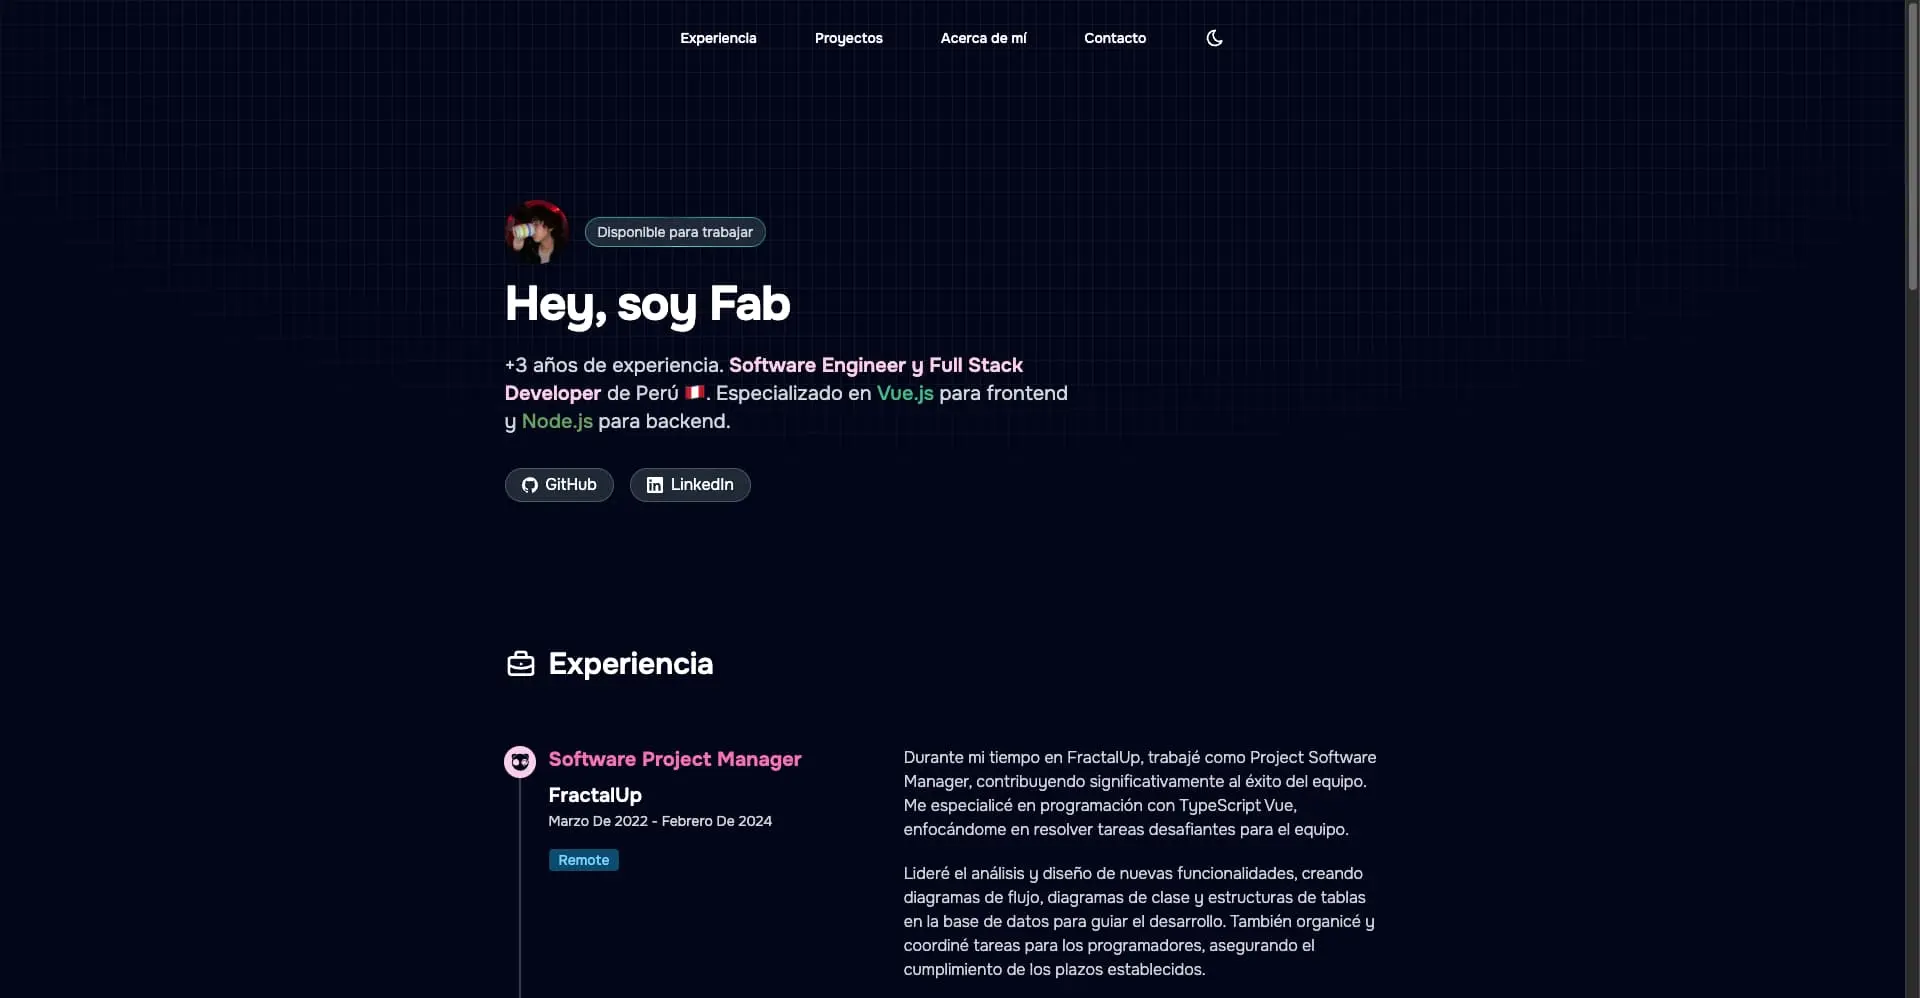 Experiencia
Proyectos
Acerca de mí
Contacto
Disponible para trabajar
Hey, soy Fab
+3 años de experiencia. Software Engineer y Full Stack
Developer de Perú 🇵🇪. Especializado en Vue.js para frontend
y Node.js para backend.
GitHub
LinkedIn
Experiencia
Software Project Manager
FractalUp
Marzo De 2022 - Febrero De 2024
Remote
Durante mi tiempo en FractalUp, trabajé como Project Software
Manager, contribuyendo significativamente al éxito del equipo.
Me especialicé en programación con TypeScript Vue,
enfocándome en resolver tareas desafiantes para el equipo.
Lideré el análisis y diseño de nuevas funcionalidades, creando
diagramas de flujo, diagramas de clase y estructuras de tablas
en la base de datos para guiar el desarrollo. También organicé y
coordiné tareas para los programadores, asegurando el
cumplimiento de los plazos establecidos.